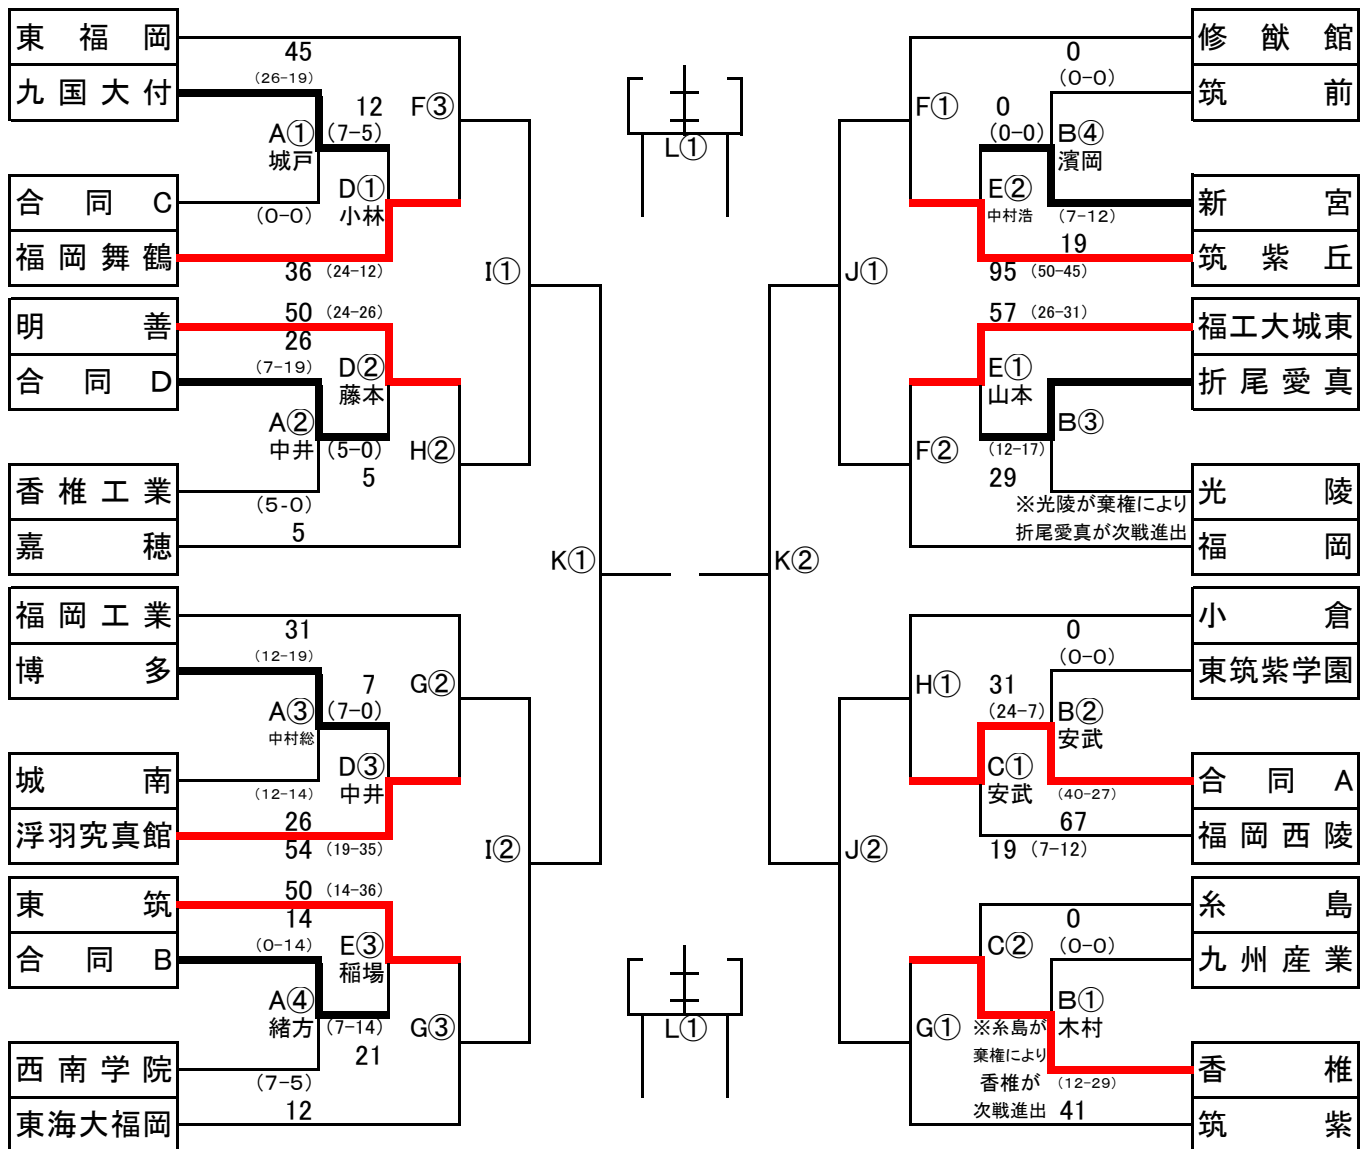 東福岡
45
九国大付
(26-19)
12
F③
A①
(7-5)
城戸
合同C
D①
(0-0)
小林
福岡舞鶴
36 (24-12)
I①
明善
50 (24-26)
26
合同D
(7-19)
D②
藤本
A②
中井
(5-0)
H②
5
香椎工業
(5-0)
嘉穂
5
K①
福岡工業
31
博多
(12-19)
7
G②
A③
(7-0)
中村総
城南
D③
(12-14)
中井
浮羽究真館
26
54 (19-35)
I②
東筑
50 (14-36)
14
合同B
(0-14)
E③
稲場
A④
緒方
(7-14)
G③
21
西南学院
(7-5)
東海大福岡
12
L①
L①
修猷館
0
(0-0)
筑前
F①
0
(0-0)
B④
濱岡
E②
中村浩
(7-12)
新宮
19
筑紫丘
95 (50-45)
J①
57 (26-31)
福工大城東
E①
山本
折尾愛真
B③
F②
(12-17)
29
光陵
※光陵が棄権により
折尾愛真が次戦進出
福岡
K②
小倉
0
(0-0)
東筑紫学園
H①
31
(24-7)
B②
安武
C①
安武
(40-27)
合同A
67
福岡西陵
19 (7-12)
J②
糸島
0
C②
(0-0)
九州産業
B①
木村
G①
※糸島が
棄権により
香椎が
次戦進出
(12-29)
香椎
41
筑紫